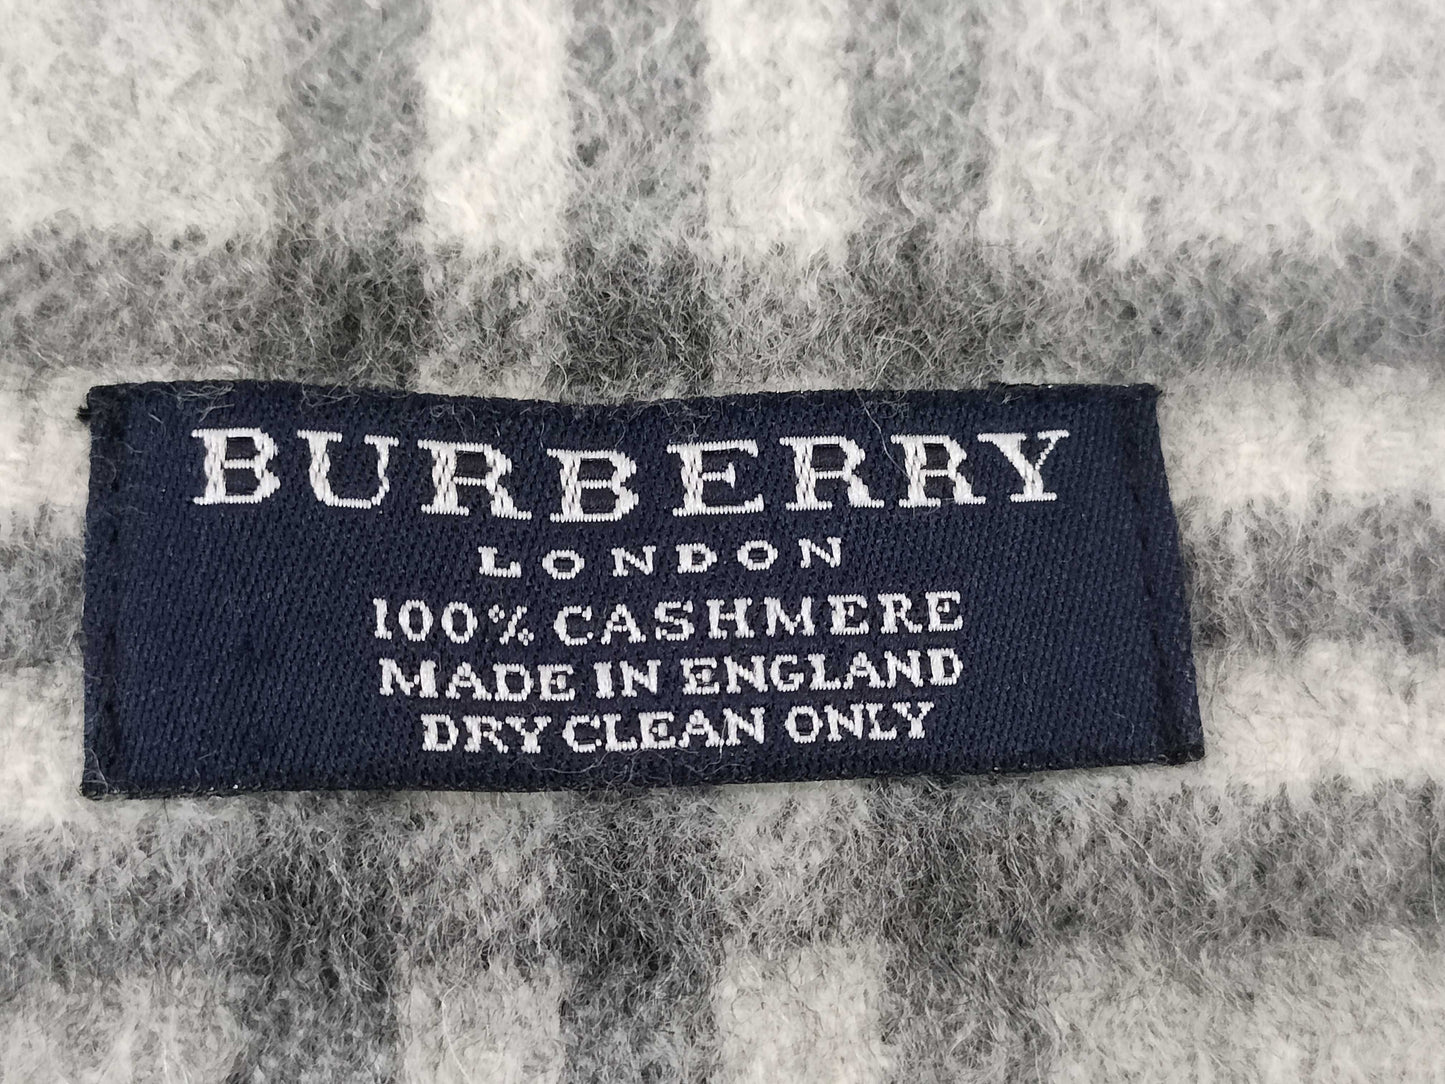 BURBERRY
LONDON
100% CASHMERE
MADE IN ENGLAND
DRY CLEAN ONLY